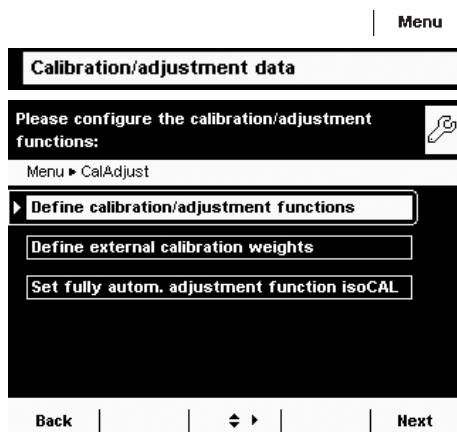 Menu
Calibration/adjustment data
Please configure the calibration/adjustment
functions:
Menu ▸ CalAdjust
Define calibration/adjustment functions
Define external calibration weights
Set fully autom. adjustment function isoCAL
Back
Next